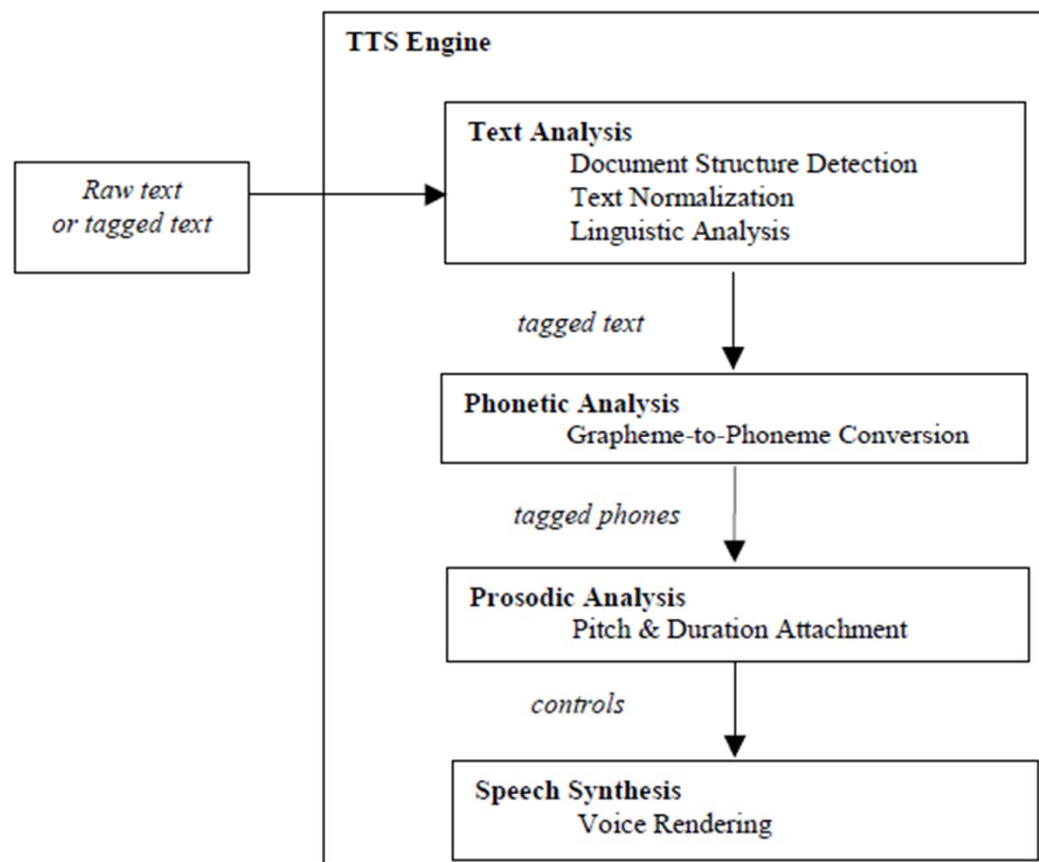 TTS Engine
Text Analysis
Document Structure Detection
Text Normalization
Linguistic Analysis
Raw text
or tagged text
tagged text
Phonetic Analysis
Grapheme-to-Phoneme Conversion
tagged phones
Prosodic Analysis
Pitch & Duration Attachment
controls
Speech Synthesis
Voice Rendering